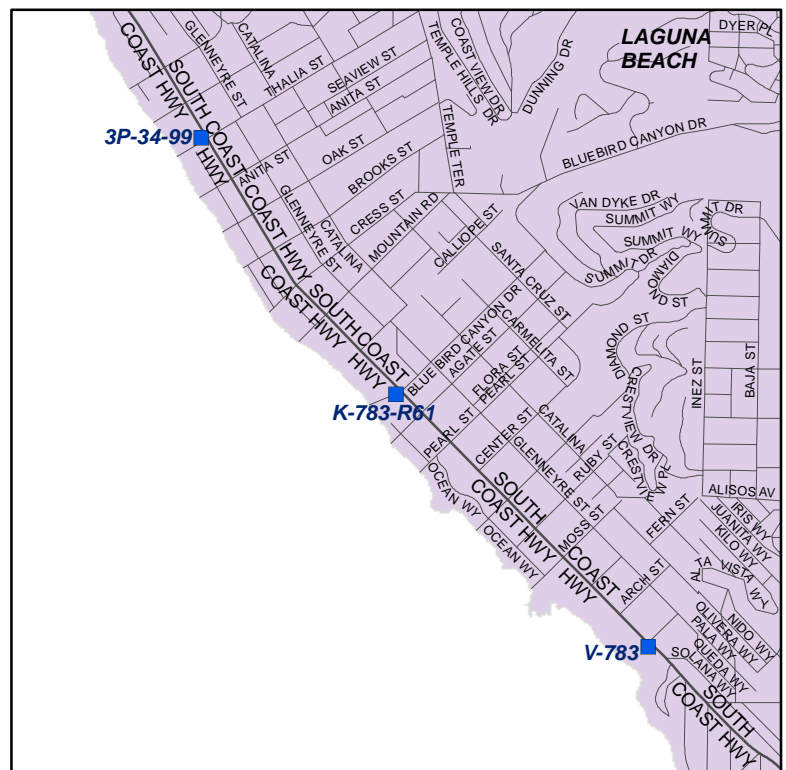 LAGUNA
BEACH
DYER PL
GLENNEYRE ST
CATALINA
THALIA ST
SEAVIEW ST
ANITA ST
TEMPLE HILLS DR
COAST VIEW DR
DUNNING DR
SOUTH COAST HWY
COAST HWY
3P-34-99
ANITA ST
OAK ST
BROOKS ST
TEMPLE TER
BLUEBIRD CANYON DR
GLENNEYRE ST
CATALINA
CRESS ST
MOUNTAIN RD
CALLIOPE ST
VAN DYKE DR
SUMMIT WY
SUMMIT WY
SUMMIT DR
SUMMIT DR
DIAMOND ST
SANTA CRUZ ST
COAST HWY
SOUTH COAST HWY
BLUE BIRD CANYON DR
AGATE ST
CARMELITA ST
FLORA ST
PEARL ST
DIAMOND ST
CRESTVIEW DR
INEZ ST
BAJA ST
K-783-R61
PEARL ST
CENTER ST
CATALINA
GLENNEYRE ST
RUBY ST
CRESTVIEW PL
ALISOS AV
OCEAN WY
OCEAN WY
SOUTH COAST HWY
COAST HWY
MOSS ST
FERN ST
IRIS WY
JUANITA WY
KILO WY
ALTA VISTA WY
ARCH ST
NIDO WY
OLIVERA WY
PALA WY
QUEDA WY
SOLANA WY
V-783
SOUTH
COAST HWY